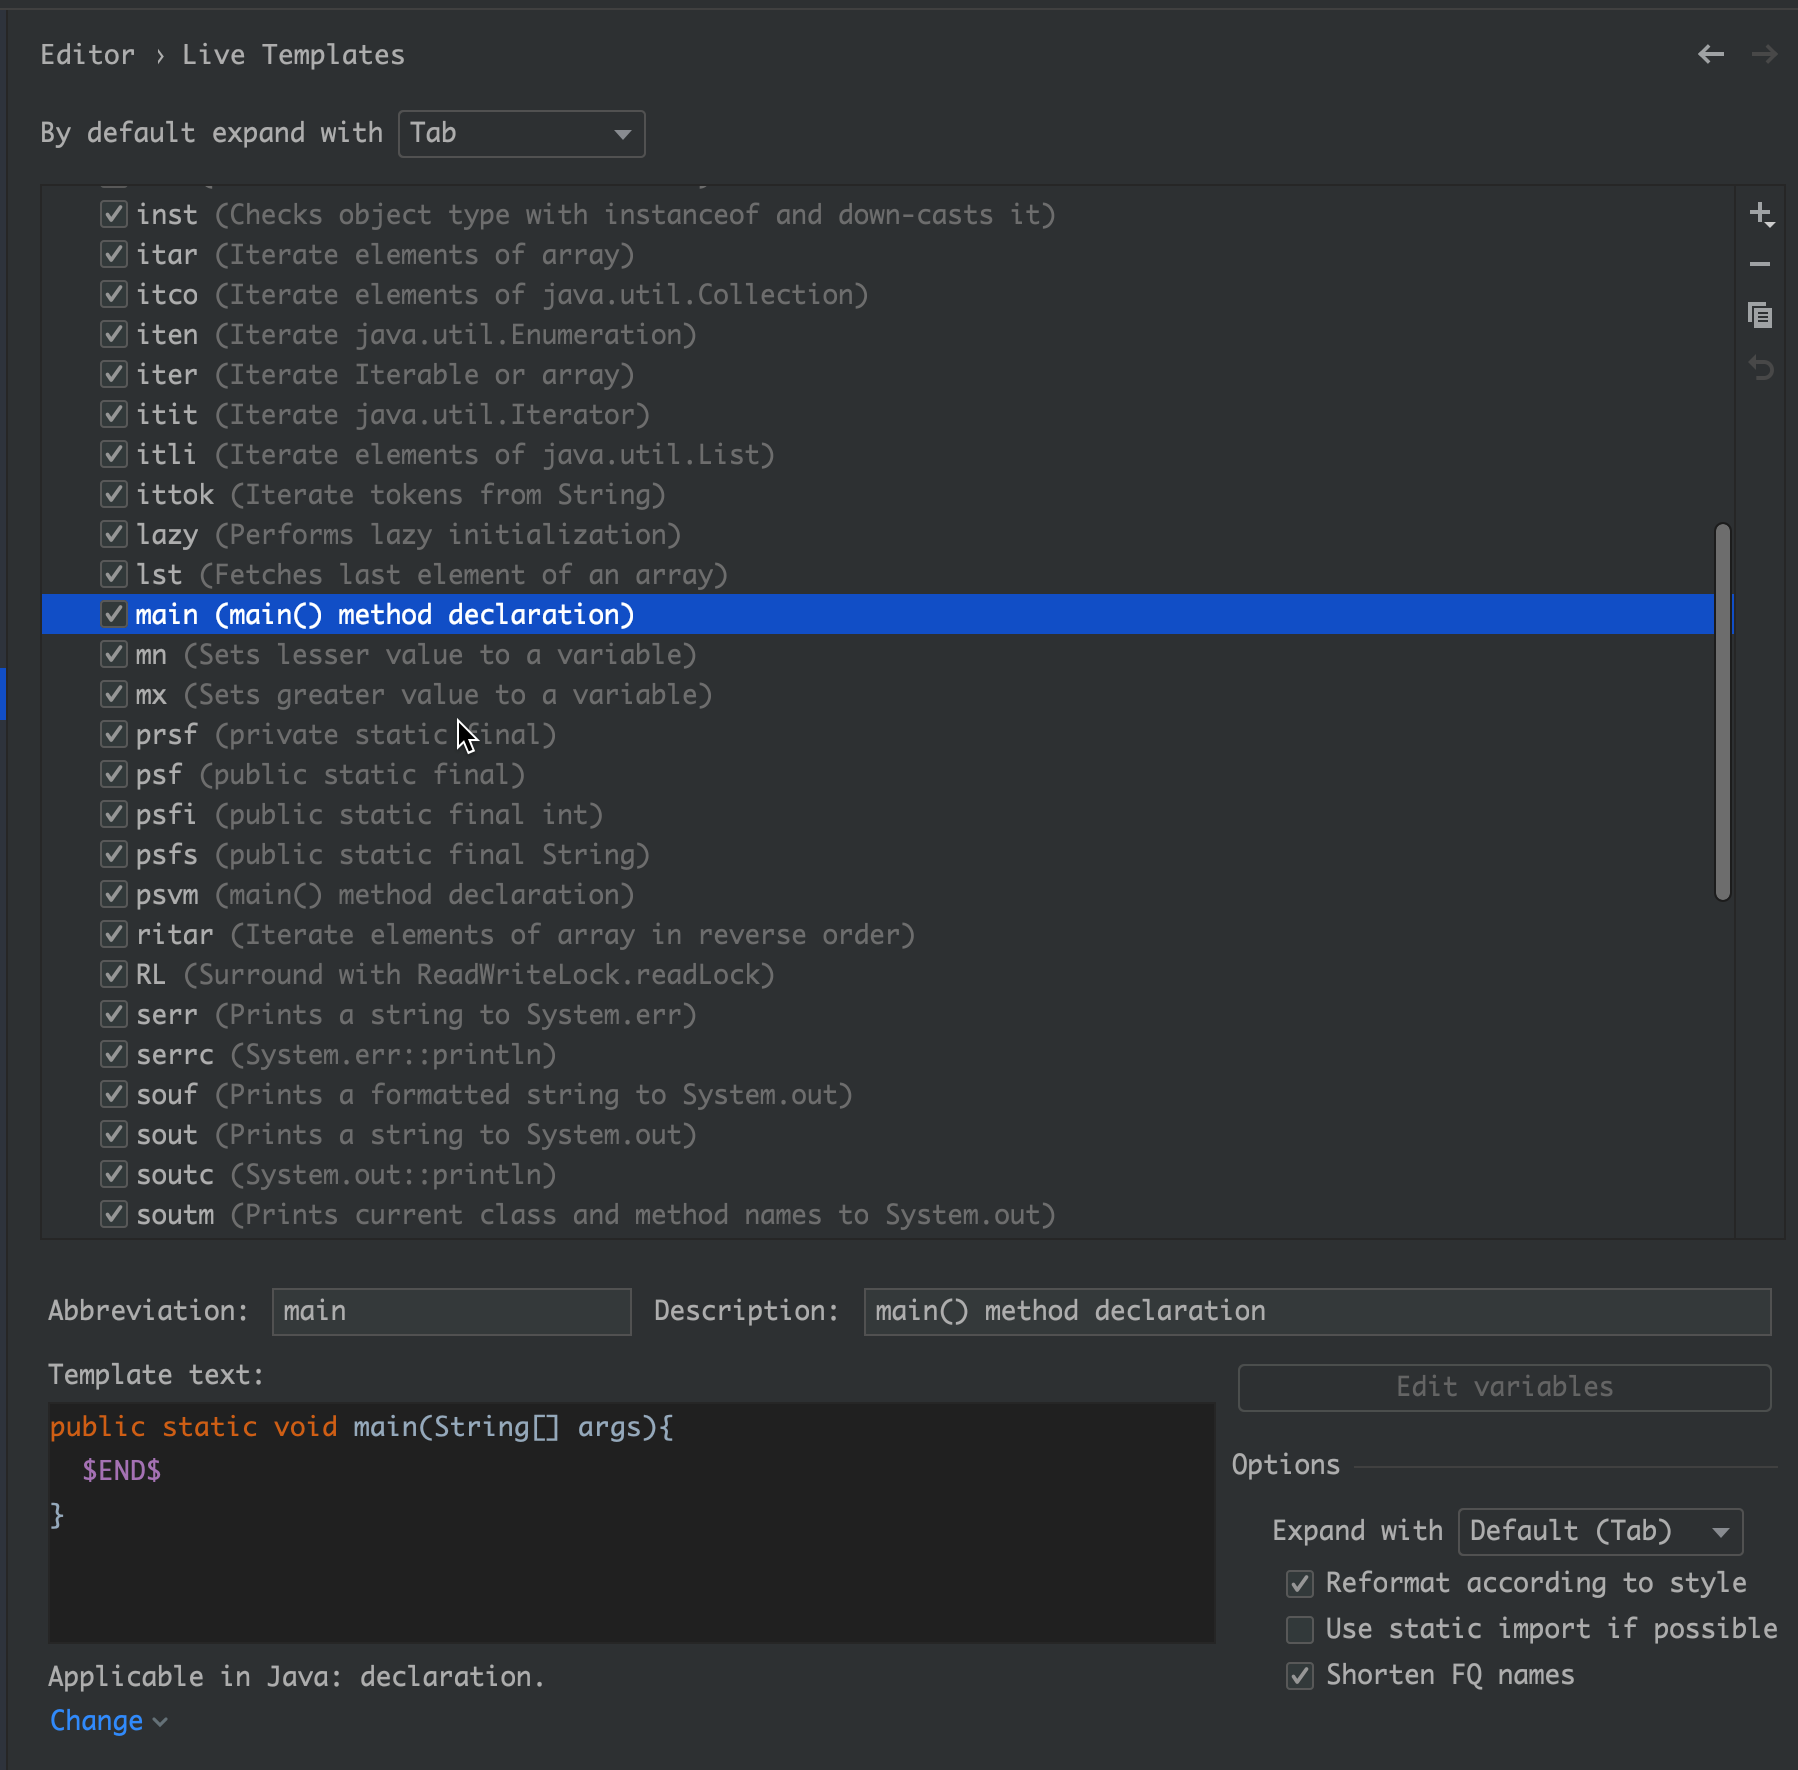 Editor › Live Templates
By default expand with Tab
inst (Checks object type with instanceof and down-casts it)
itar (Iterate elements of array)
itco (Iterate elements of java.util.Collection)
iten (Iterate java.util.Enumeration)
iter (Iterate Iterable or array)
itit (Iterate java.util.Iterator)
itli (Iterate elements of java.util.List)
ittok (Iterate tokens from String)
lazy (Performs lazy initialization)
lst (Fetches last element of an array)
main (main() method declaration)
mn (Sets lesser value to a variable)
mx (Sets greater value to a variable)
prsf (private static final)
psf (public static final)
psfi (public static final int)
psfs (public static final String)
psvm (main() method declaration)
ritar (Iterate elements of array in reverse order)
RL (Surround with ReadWriteLock.readLock)
serr (Prints a string to System.err)
serrc (System.err::println)
souf (Prints a formatted string to System.out)
sout (Prints a string to System.out)
soutc (System.out::println)
soutm (Prints current class and method names to System.out)
Abbreviation: main Description: main() method declaration
Template text:
Edit variables
public static void main(String[] args){
  $END$
}
Options
Expand with Default (Tab)
Reformat according to style
Use static import if possible
Shorten FQ names
Applicable in Java: declaration.
Change